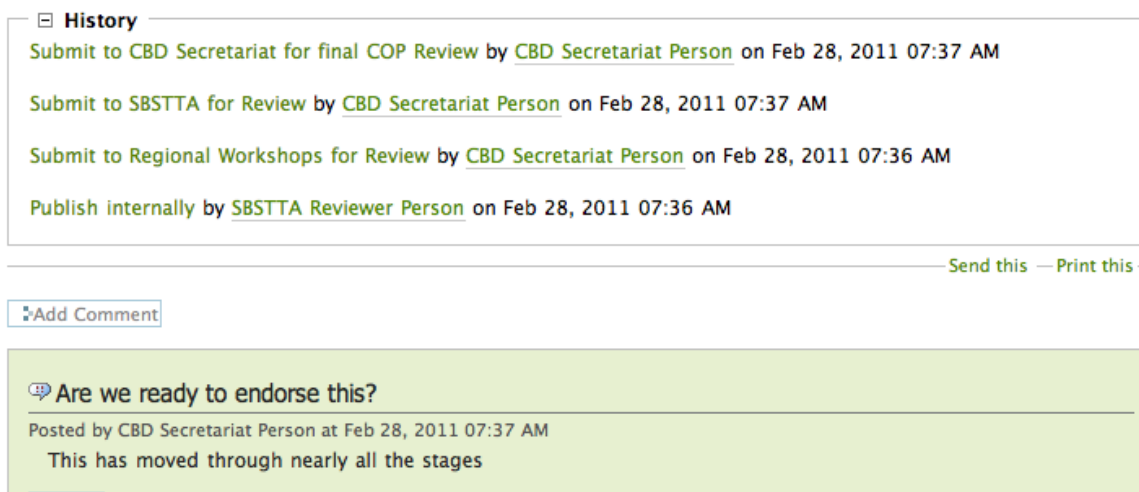 History
Submit to CBD Secretariat for final COP Review by CBD Secretariat Person on Feb 28, 2011 07:37 AM
Submit to SBSTTA for Review by CBD Secretariat Person on Feb 28, 2011 07:37 AM
Submit to Regional Workshops for Review by CBD Secretariat Person on Feb 28, 2011 07:36 AM
Publish internally by SBSTTA Reviewer Person on Feb 28, 2011 07:36 AM
Send this — Print this
Add Comment
Are we ready to endorse this?
Posted by CBD Secretariat Person at Feb 28, 2011 07:37 AM
This has moved through nearly all the stages